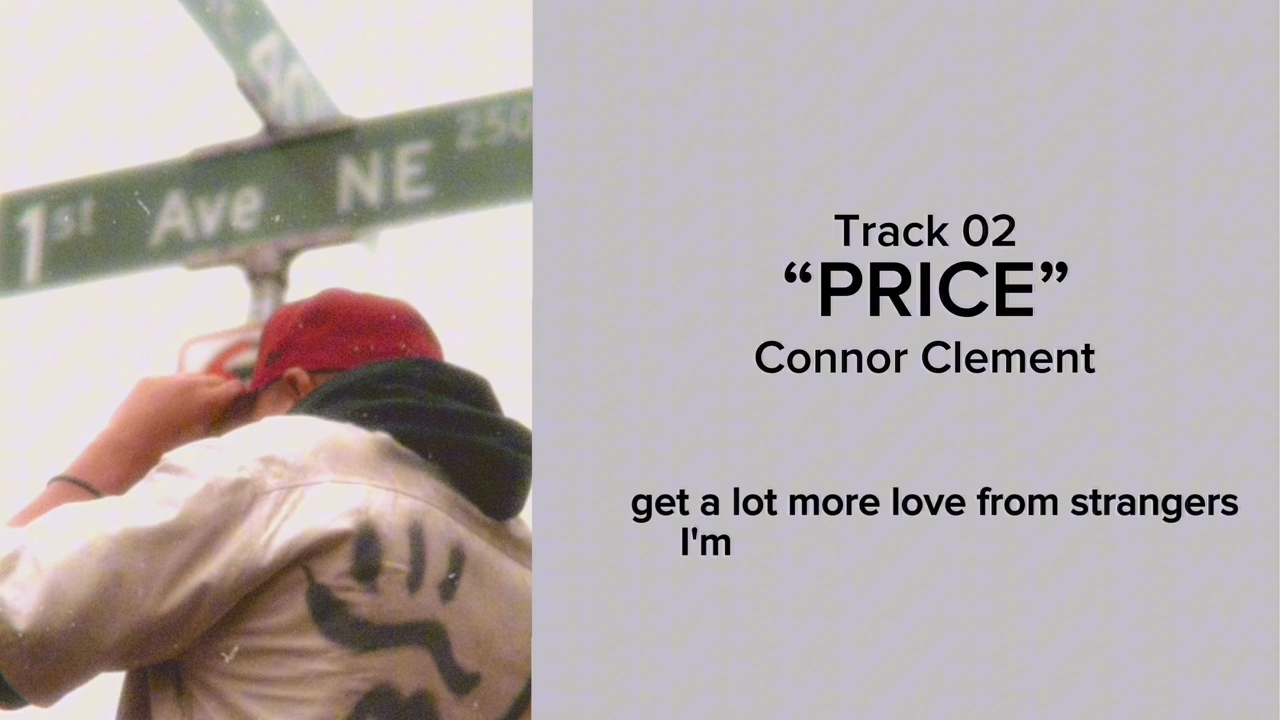 1st Ave NE 250
Track 02
“PRICE”
Connor Clement
get a lot more love from strangers
I'm